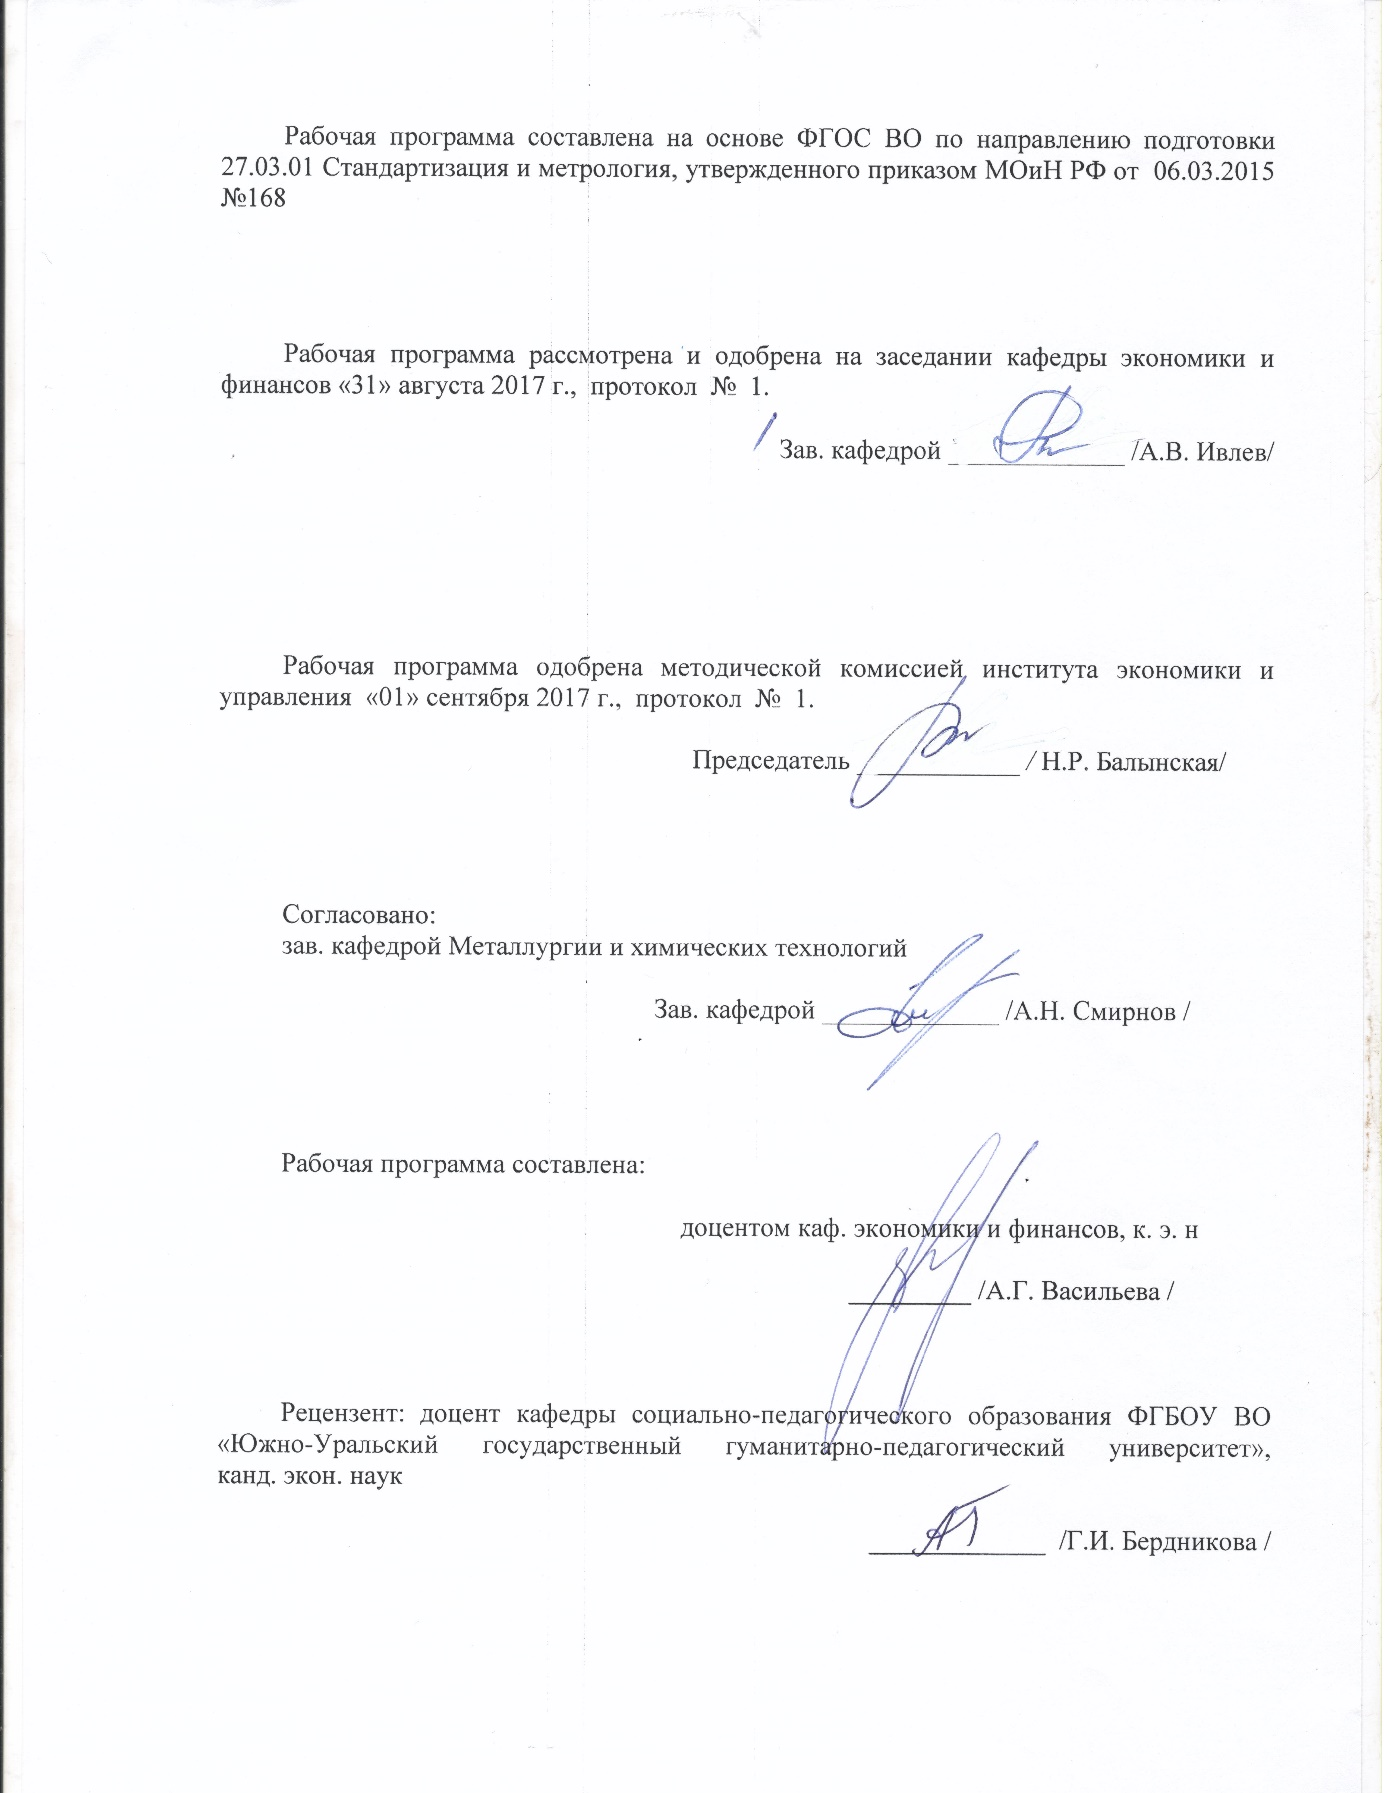 Рабочая программа составлена на основе ФГОС ВО по направлению подготовки
27.03.01 Стандартизация и метрология, утвержденного приказом МОиН РФ от 06.03.2015
№168
Рабочая программа рассмотрена и одобрена на заседании кафедры экономики и
финансов «31» августа 2017 г., протокол № 1.
Зав. кафедрой _ ____________ /А.В. Ивлев/
Рабочая программа одобрена методической комиссией института экономики и
управления «01» сентября 2017 г., протокол № 1.
Председатель _ ___________ / Н.Р. Балынская/
Согласовано:
зав. кафедрой Металлургии и химических технологий
Зав. кафедрой _____________ /А.Н. Смирнов /
Рабочая программа составлена:
доцентом каф. экономики и финансов, к. э. н
_________ /А.Г. Васильева /
Рецензент: доцент кафедры социально-педагогического образования ФГБОУ ВО
«Южно-Уральский государственный гуманитарно-педагогический университет»,
канд. экон. наук
_____________ /Г.И. Бердникова /